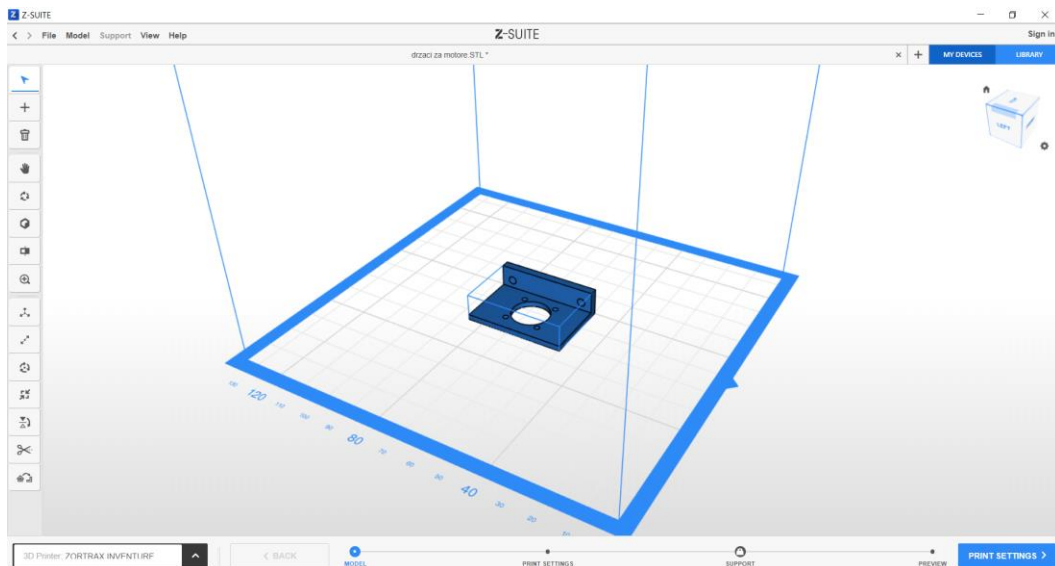 Z Z-SUITE
File Model Support View Help
Z-SUITE
Sign in
drzaci za motore.STL *
MY DEVICES
LIBRARY
LEFT
120
80
40
3D Printer: ZORTRAX INVENTURE
BACK
MODEL
PRINT SETTINGS
SUPPORT
PREVIEW
PRINT SETTINGS